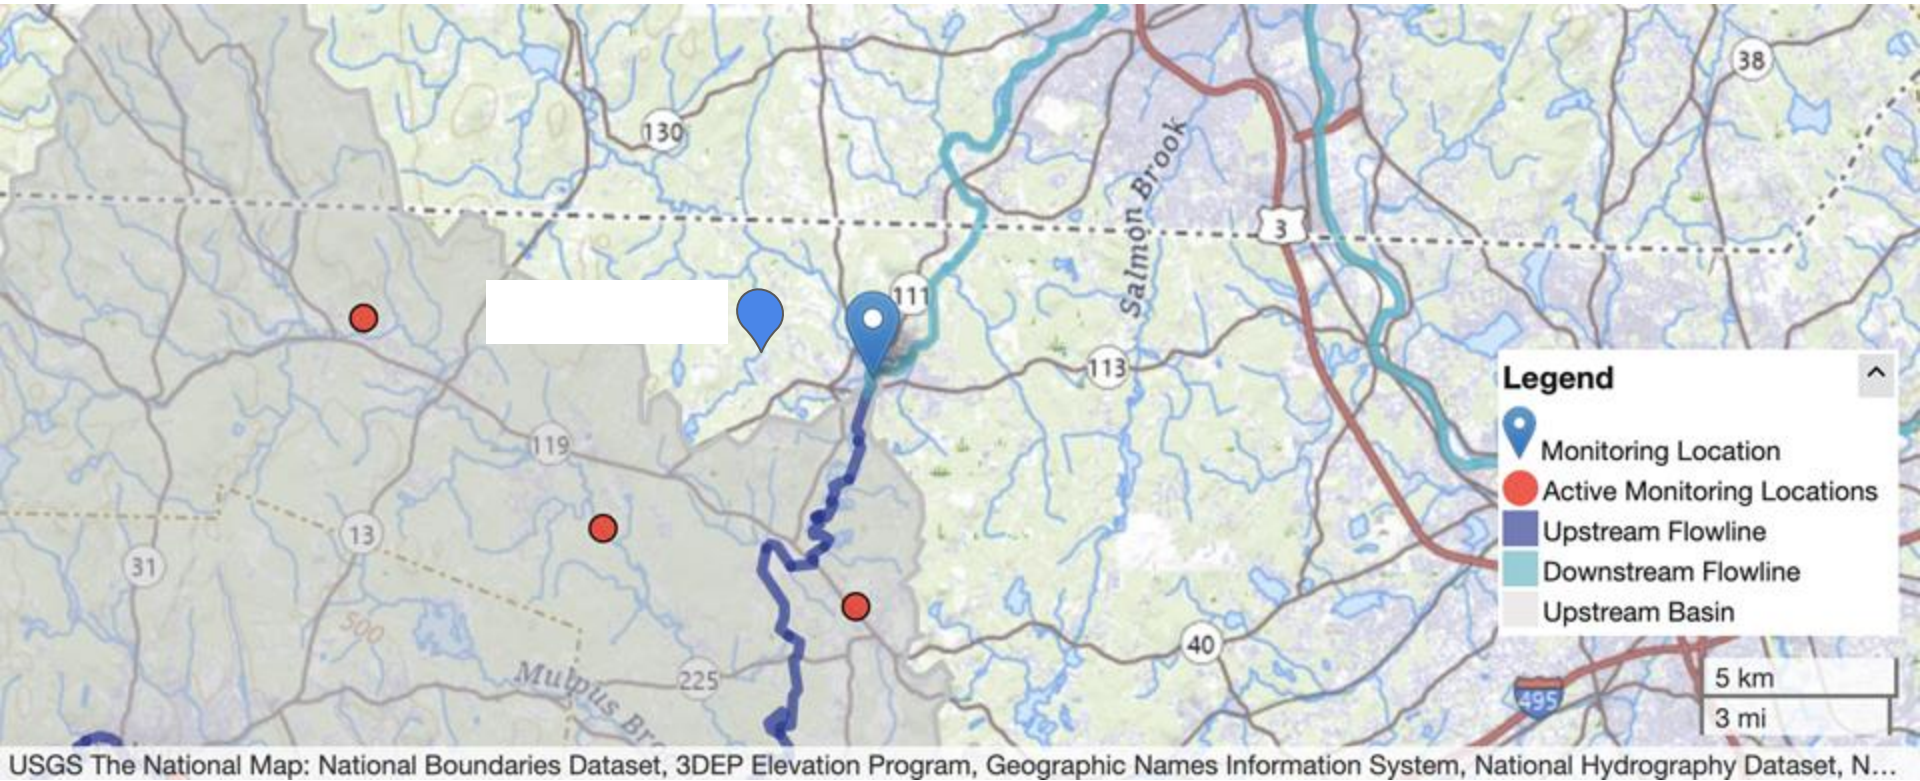 38
130
Salmon Brook
3
111
113
Legend
Monitoring Location
119
Active Monitoring Locations
13
Upstream Flowline
31
Downstream Flowline
500
Upstream Basin
40
225
Mulpus Bro
5 km
495
3 mi
USGS The National Map: National Boundaries Dataset, 3DEP Elevation Program, Geographic Names Information System, National Hydrography Dataset, N...